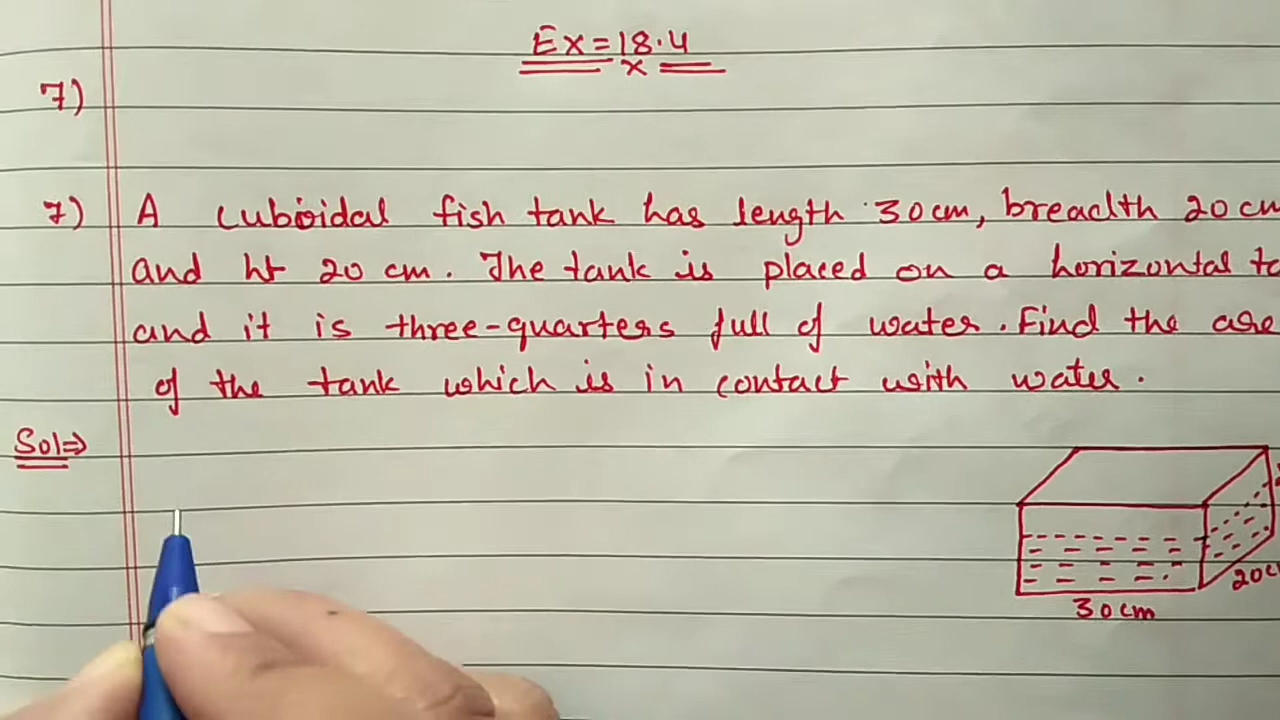 Ex = 18.4
x
7)
7) A cuboidal fish tank has length 30 cm, breadth 20 cm
and ht 20 cm. The tank is placed on a horizontal
and it is three-quarters full of water. Find the
of the tank which is in contact with water.
Sol⇒
20
30 cm